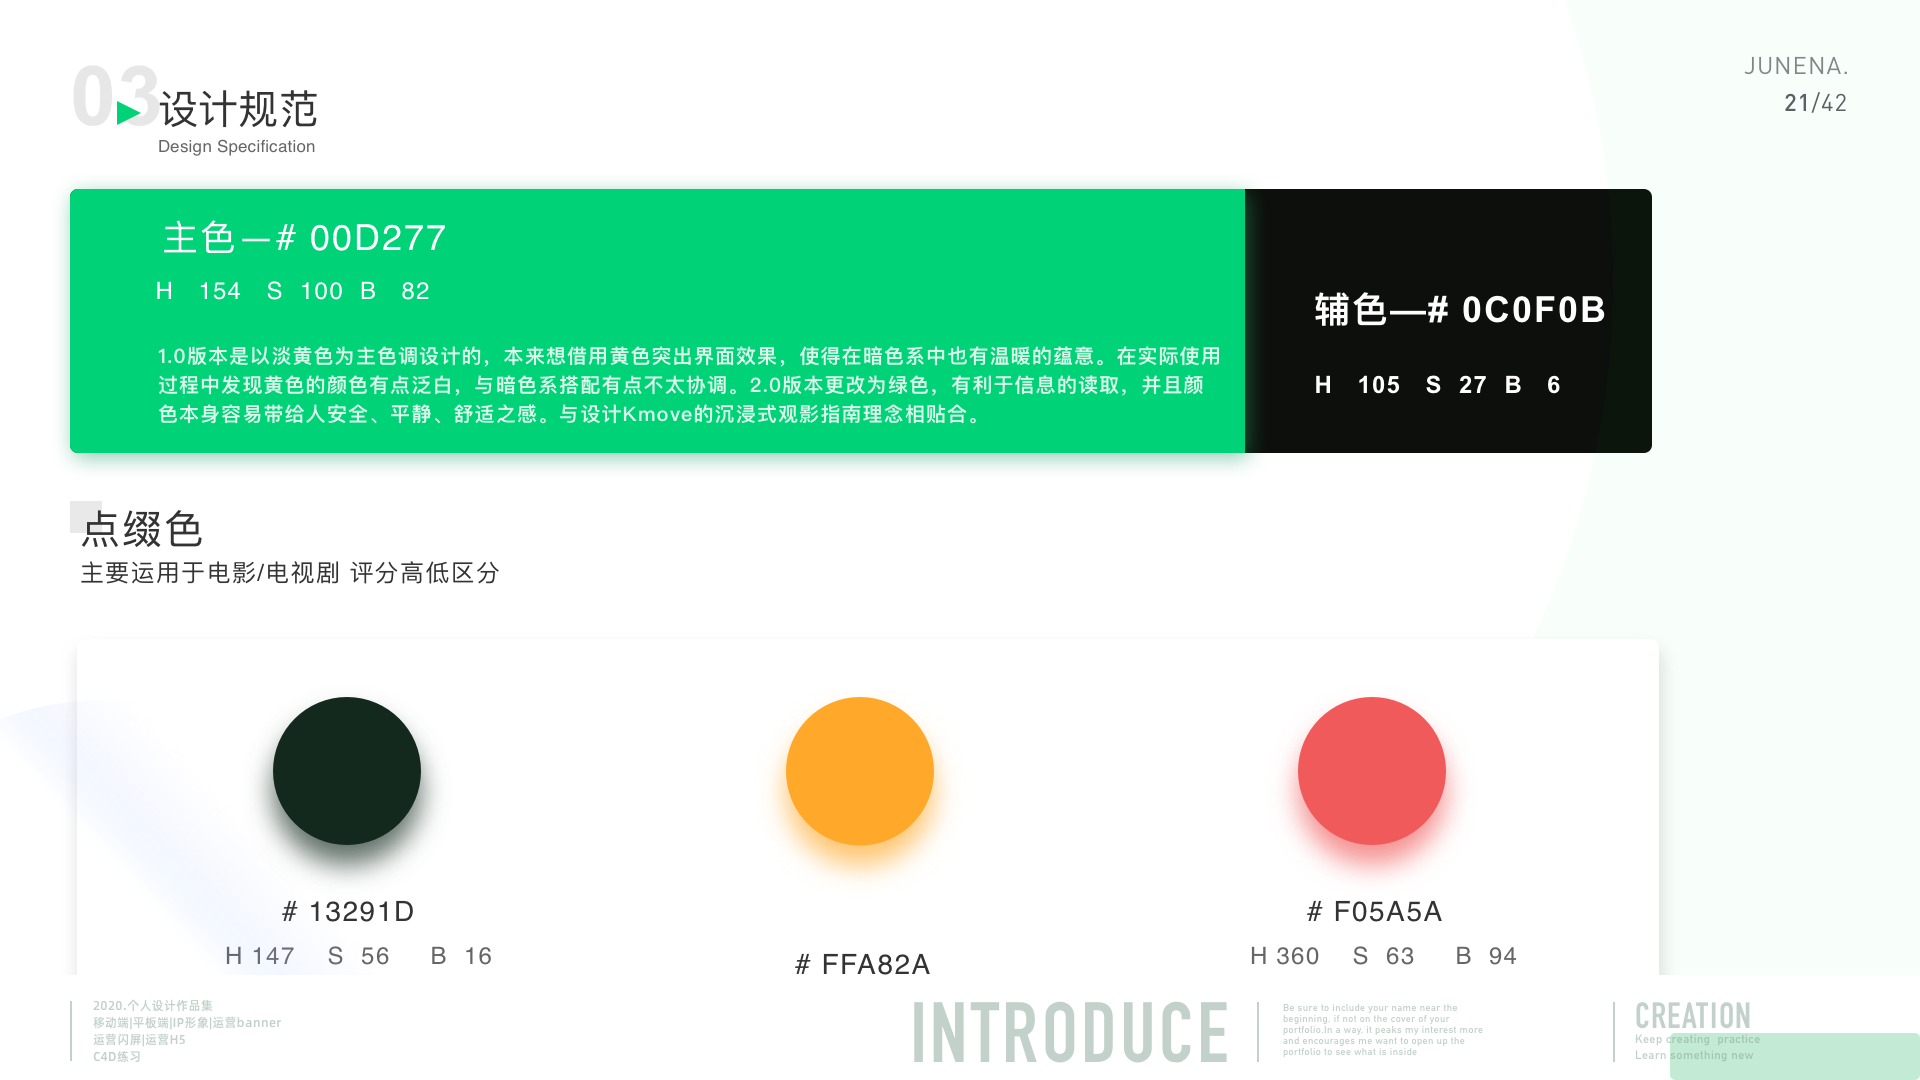 03
设计规范
Design Specification
JUNENA.
21/42
主色—# 00D277
H 154 S 100 B 82
1.0版本是以淡黄色为主色调设计的，本来想借用黄色突出界面效果，使得在暗色系中也有温暖的蕴意。在实际使用
过程中发现黄色的颜色有点泛白，与暗色系搭配有点不太协调。2.0版本更改为绿色，有利于信息的读取，并且颜
色本身容易带给人安全、平静、舒适之感。与设计Kmove的沉浸式观影指南理念相贴合。
辅色—# 0C0F0B
H 105 S 27 B 6
点缀色
主要运用于电影/电视剧 评分高低区分
# 13291D
H 147 S 56 B 16
# FFA82A
# F05A5A
H 360 S 63 B 94
2020.个人设计作品集
移动端|平板端|IP形象|运营banner
运营闪屏|运营H5
C4D练习
INTRODUCE
Be sure to include your name near the
beginning. if not on the cover of your
portfolio.In a way. it peaks my interest more
and encourages me want to open up the
portfolio to see what is inside
CREATION
Keep creating practice
Learn something new